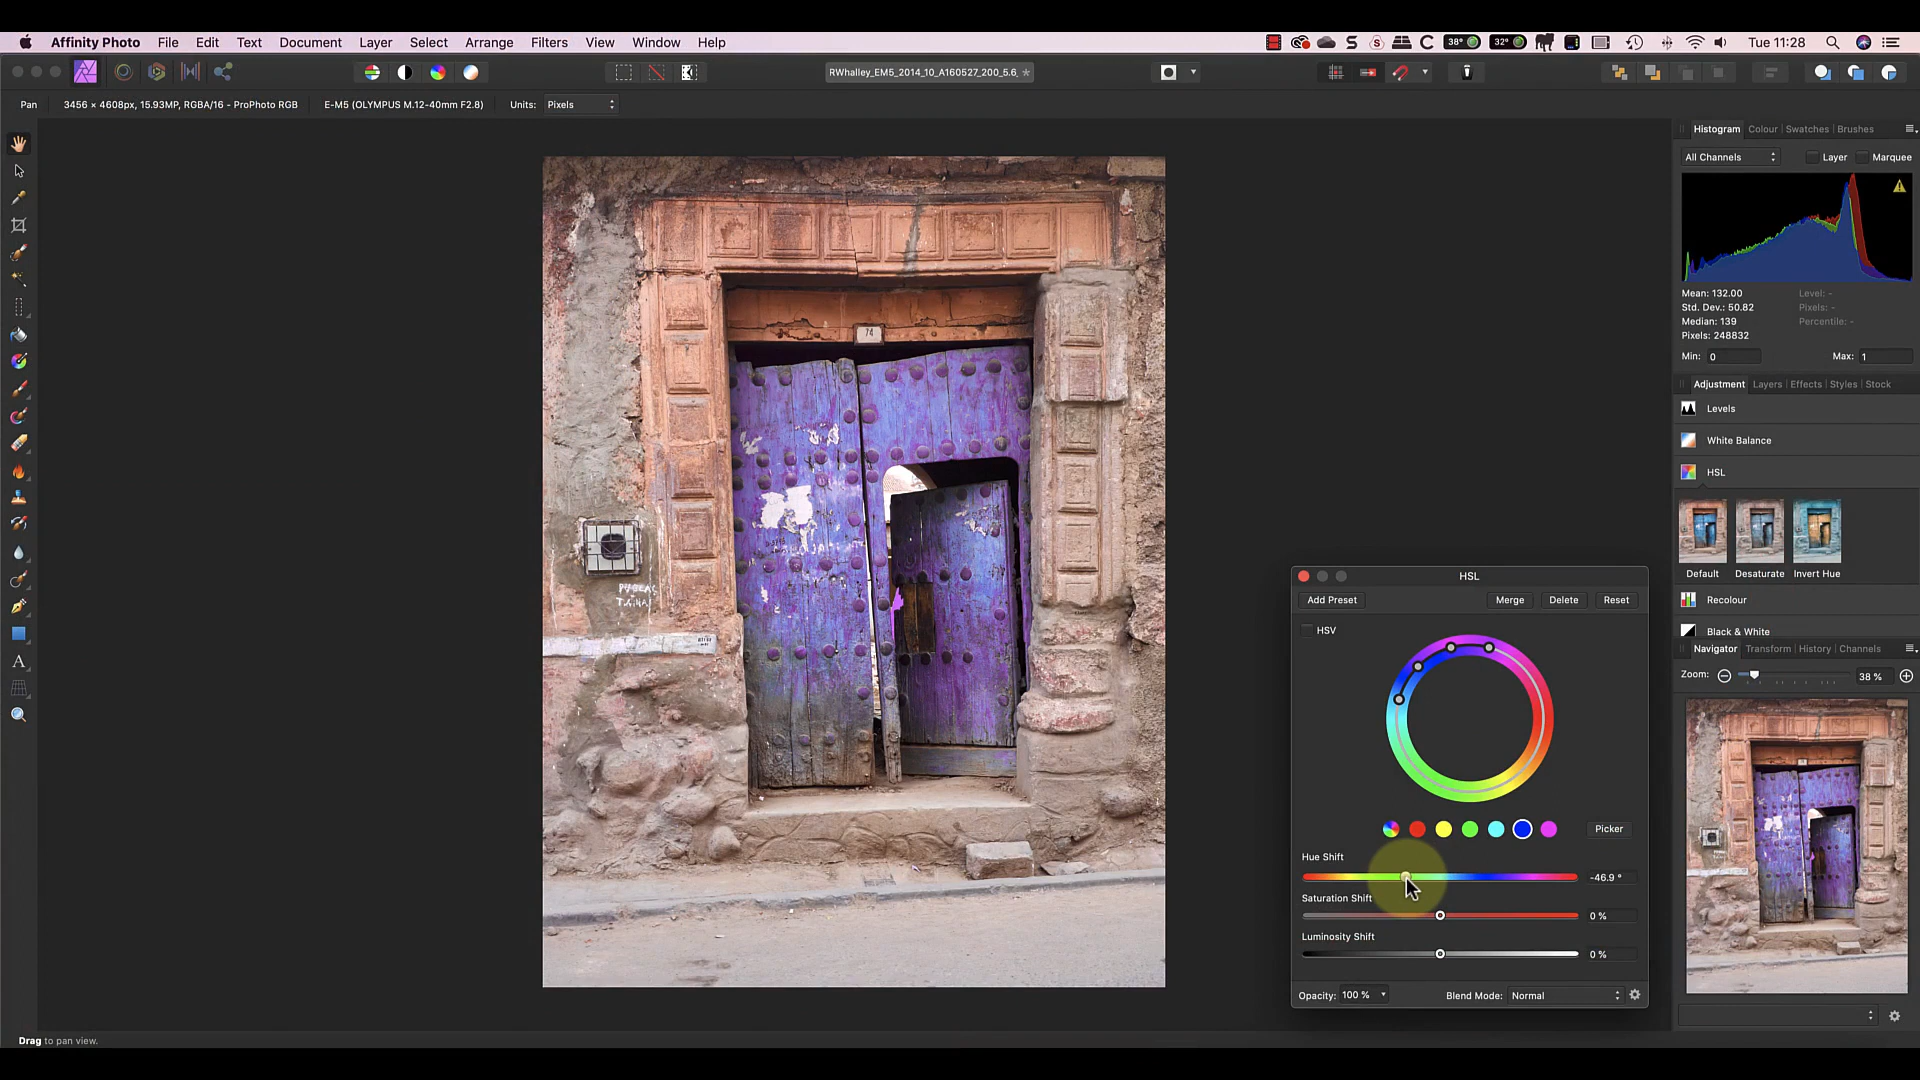 Affinity Photo File Edit Text Document Layer Select Arrange Filters View Window Help 38° 32° Tue 11:28
RWhalley_EM5_2014_10_A160527_200_5.6_ *
Pan 3456 × 4608px, 15.93MP, RGBA/16 - ProPhoto RGB E-M5 (OLYMPUS M.12-40mm F2.8) Units: Pixels
Histogram Colour Swatches Brushes
All Channels Layer Marquee
Mean: 132.00 Level: -
Std. Dev.: 50.82 Pixels: -
Median: 139 Percentile: -
Pixels: 248832
Min: 0 Max: 1
Adjustment Layers Effects Styles Stock
Levels
White Balance
HSL
Default Desaturate Invert Hue
Recolour
Black & White
Navigator Transform History Channels
Zoom: 38 %
74
HSL
Add Preset Merge Delete Reset
HSV
Picker
Hue Shift
-46.9 °
Saturation Shift
0 %
Luminosity Shift
0 %
Opacity: 100 % Blend Mode: Normal
Drag to pan view.